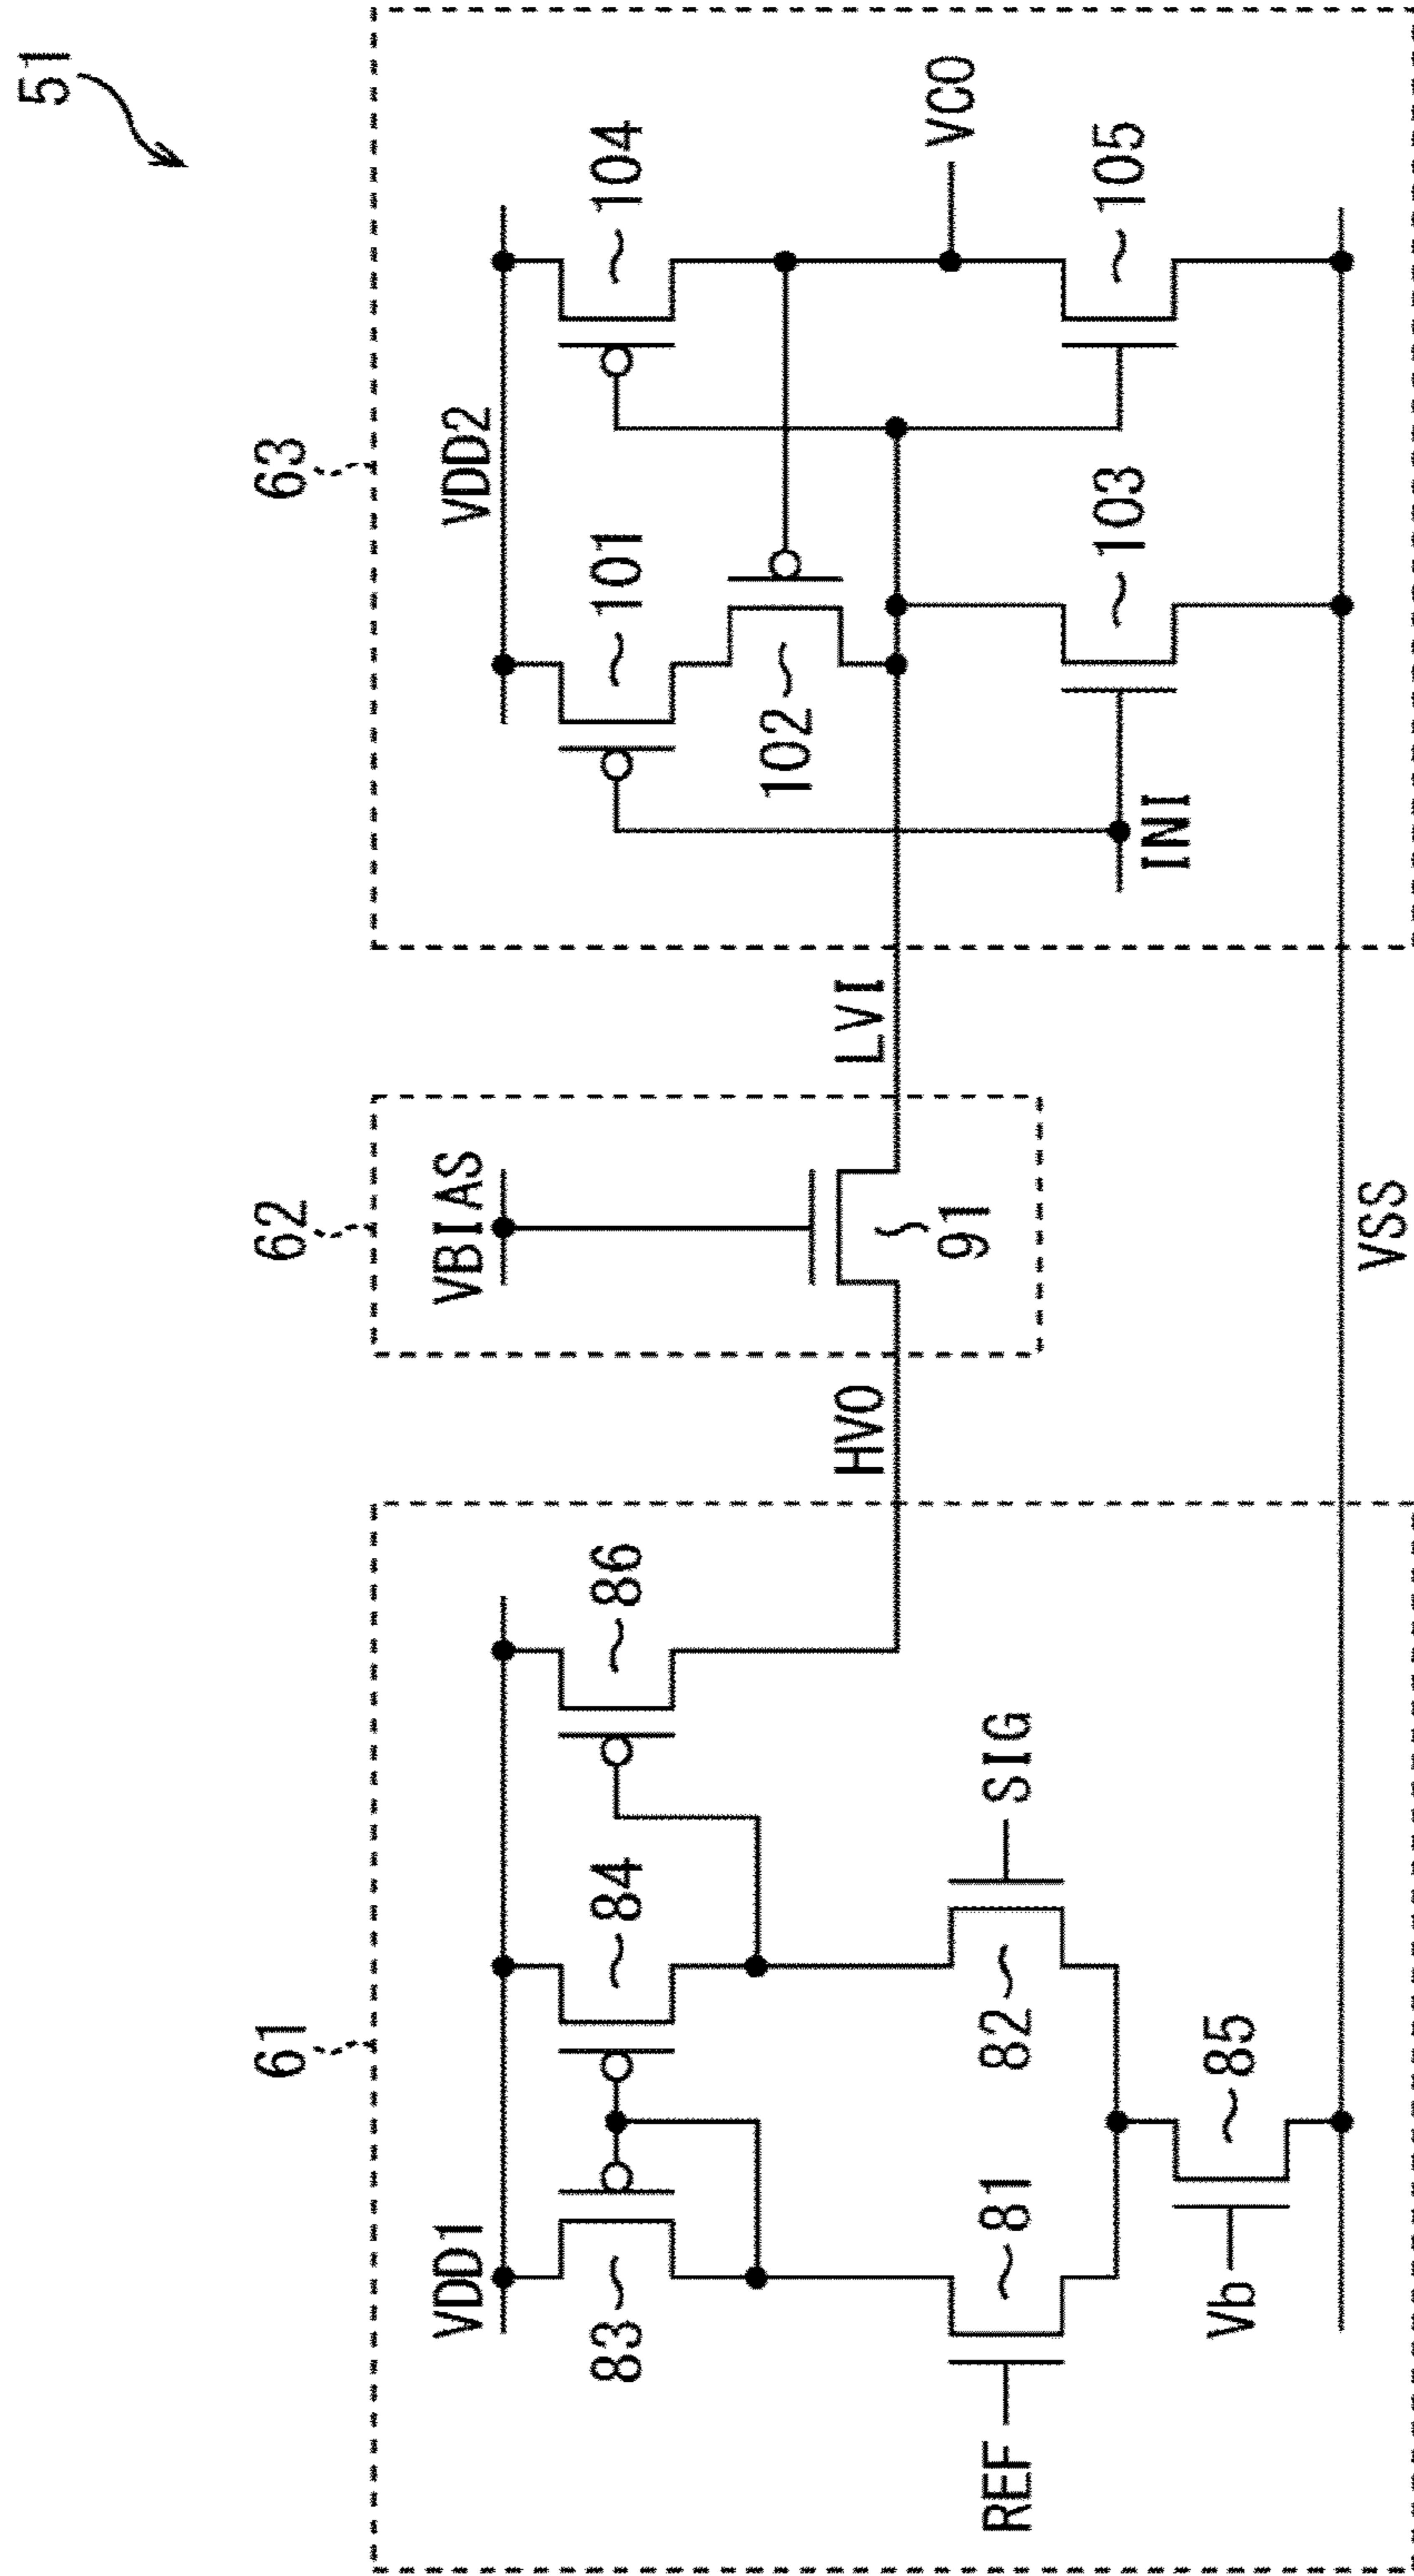 51
61
62
63
VDD1
VBIAS
VDD2
83
84
86
101
104
102
HVO
LVI
VCO
REF
81
82
SIG
91
INI
103
105
Vb
85
VSS